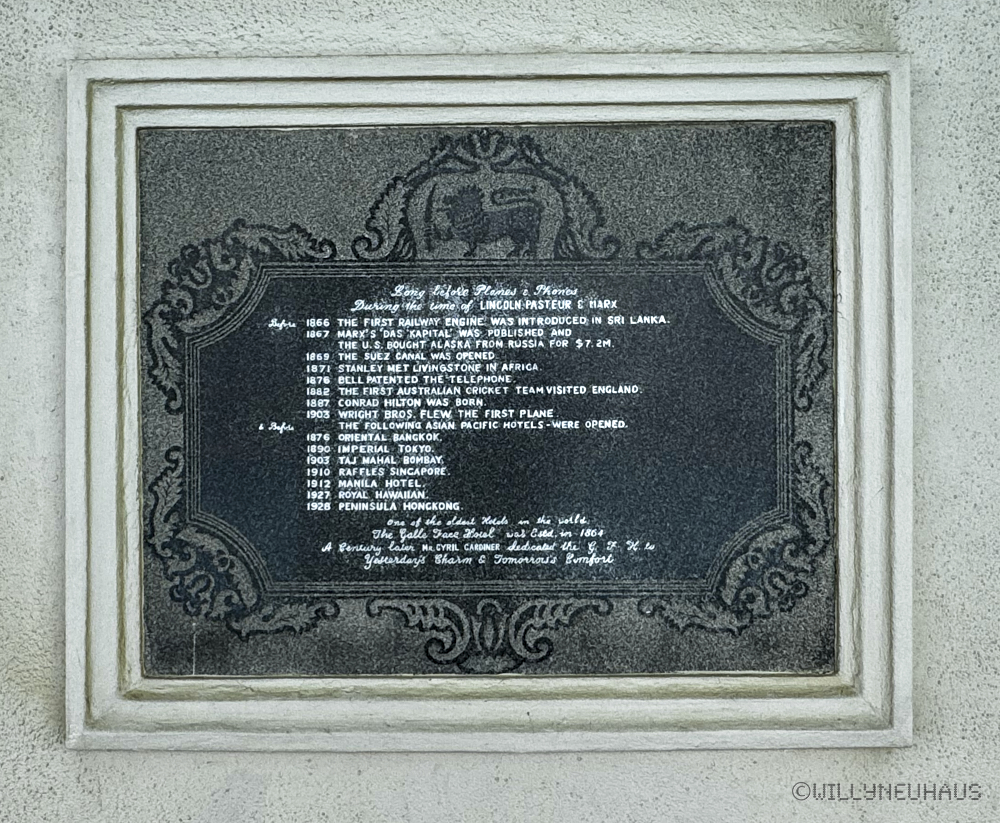 Long before Planes & Phones
During the time of LINCOLN, PASTEUR & MARX
Before 1866 THE FIRST RAILWAY ENGINE WAS INTRODUCED IN SRI LANKA.
1867 MARX'S 'DAS KAPITAL' WAS PUBLISHED AND
THE U.S. BOUGHT ALASKA FROM RUSSIA FOR $7.2M.
1869 THE SUEZ CANAL WAS OPENED.
1871 STANLEY MET LIVINGSTONE IN AFRICA.
1876 BELL PATENTED THE TELEPHONE.
1882 THE FIRST AUSTRALIAN CRICKET TEAM VISITED ENGLAND.
1887 CONRAD HILTON WAS BORN.
1903 WRIGHT BROS. FLEW THE FIRST PLANE
& Before THE FOLLOWING ASIAN PACIFIC HOTELS-WERE OPENED.
1876 ORIENTAL BANGKOK.
1890 IMPERIAL TOKYO.
1903 TAJ MAHAL BOMBAY.
1910 RAFFLES SINGAPORE.
1912 MANILA HOTEL.
1927 ROYAL HAWAIIAN.
1928 PENINSULA HONGKONG.
One of the oldest Hotels in the world.
The Galle Face Hotel was Estd. in 1864
A Century later MR. CYRIL GARDINER dedicated the G. F. H. to
Yesterday's Charm & Tomorrow's Comfort
©WILLYNEUHAUS